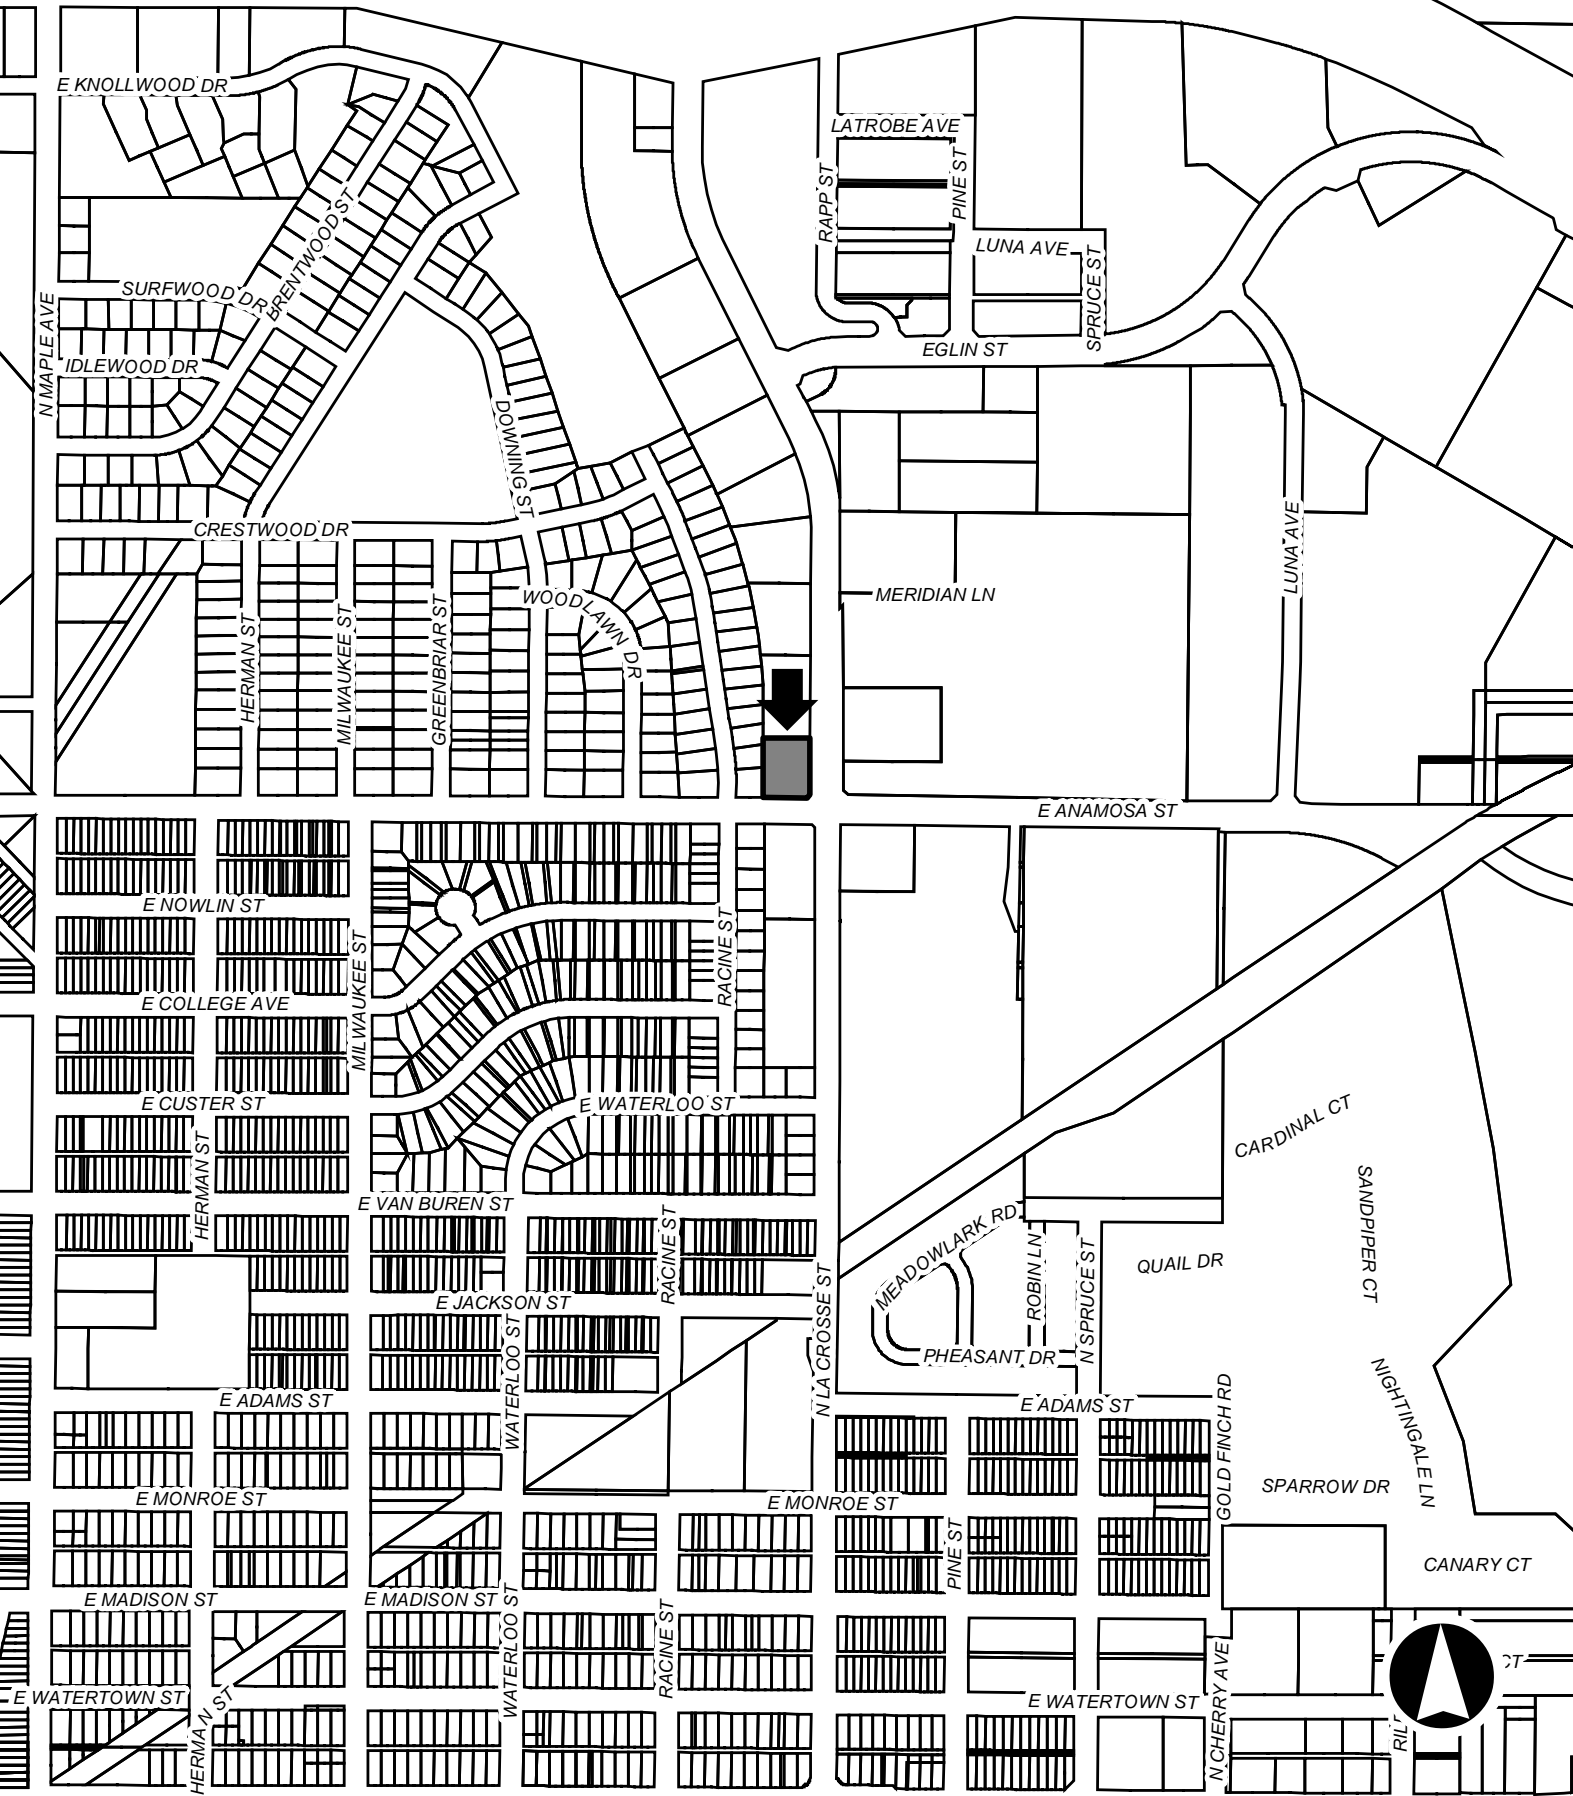 E KNOLLWOOD DR
LATROBE AVE
PINE ST
RAPP ST
BRENTWOOD ST
LUNA AVE
SPRUCE ST
SURFWOOD DR
N MAPLE AVE
EGLIN ST
IDLEWOOD DR
DOWNING ST
CRESTWOOD DR
LUNA AVE
MERIDIAN LN
WOODLAWN DR
HERMAN ST
MILWAUKEE ST
GREENBRIAR ST
E ANAMOSA ST
E NOWLIN ST
RACINE ST
MILWAUKEE ST
E COLLEGE AVE
E CUSTER ST
E WATERLOO ST
CARDINAL CT
HERMAN ST
SANDPIPER CT
E VAN BUREN ST
RACINE ST
MEADOWLARK RD
ROBIN LN
N SPRUCE ST
QUAIL DR
E JACKSON ST
WATERLOO ST
N LA CROSSE ST
PHEASANT DR
NIGHTINGALE LN
E ADAMS ST
E ADAMS ST
GOLD FINCH RD
SPARROW DR
E MONROE ST
E MONROE ST
PINE ST
CANARY CT
E MADISON ST
E MADISON ST
WATERLOO ST
RACINE ST
N CHERRY AVE
CT
E WATERTOWN ST
E WATERTOWN ST
HERMAN ST